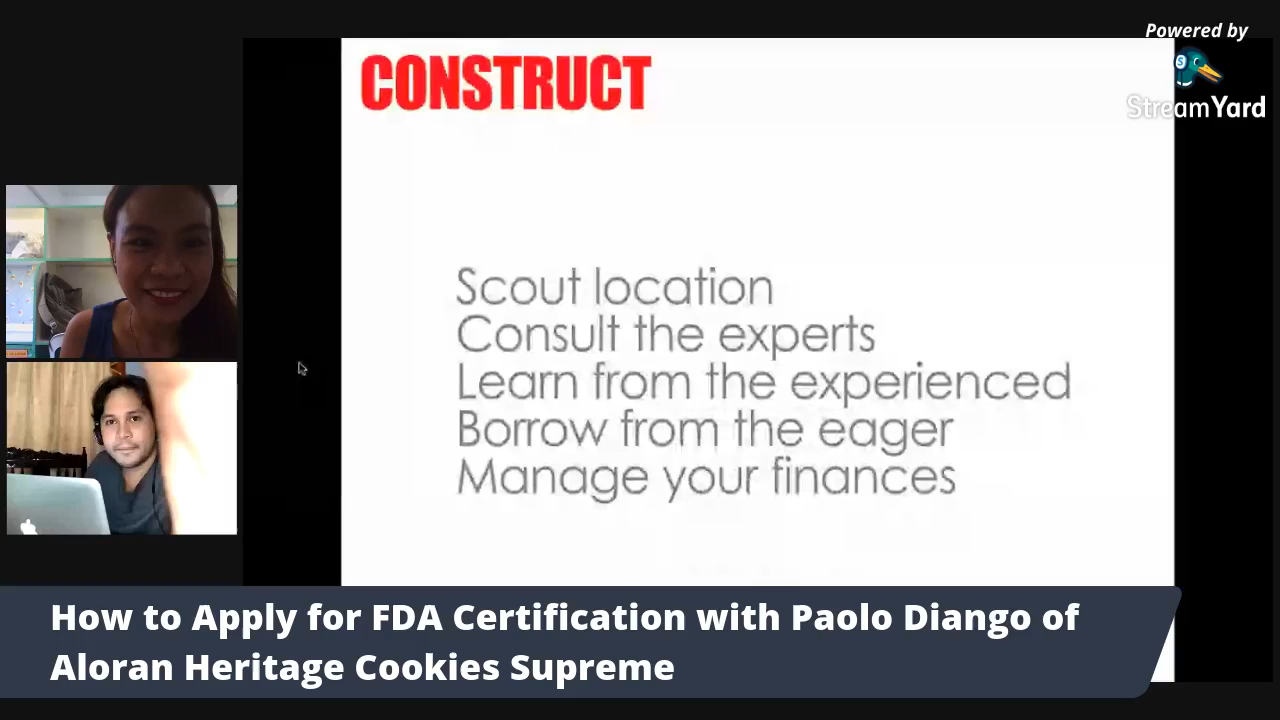 Powered by
StreamYard
CONSTRUCT
Scout location
Consult the experts
Learn from the experienced
Borrow from the eager
Manage your finances
How to Apply for FDA Certification with Paolo Diango of
Aloran Heritage Cookies Supreme